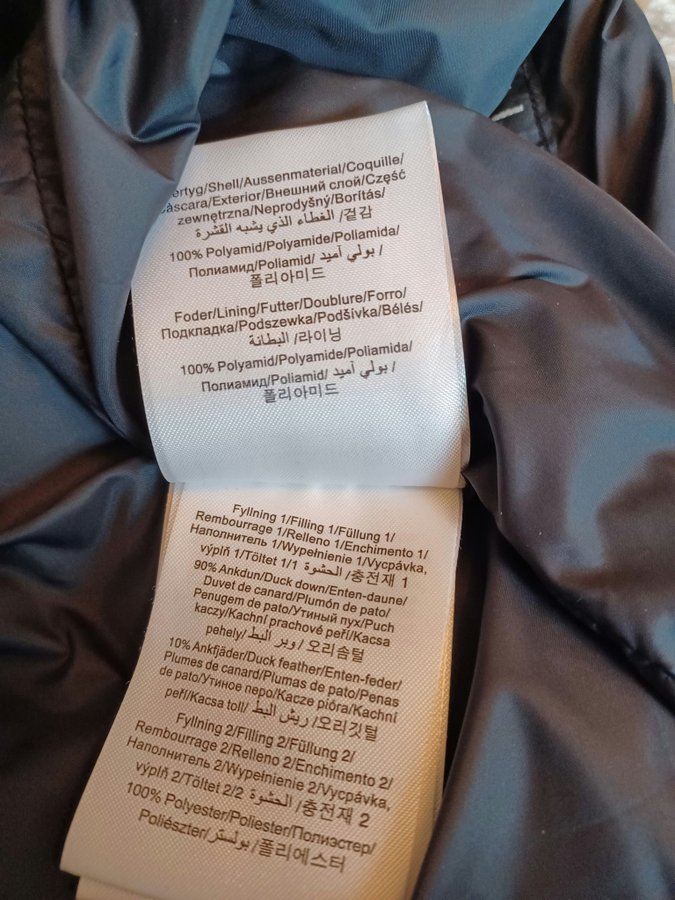 ertyg/Shell/Aussenmaterial/Coquille/
áscara/Exterior/Внешний слой/Część
zewnętrzna/Neprodyšný/Borítás/
الغطاء الذي يشبه القشرة /겉감
100% Polyamid/Polyamide/Poliamida/
Полиамид/Poliamid/ بولي آميد /
폴리아미드
Foder/Lining/Futter/Doublure/Forro/
Подкладка/Podszewka/Podšívka/Bélés/
البطانة /라이닝
100% Polyamid/Polyamide/Poliamida/
Полиамид/Poliamid/ بولي آميد /
폴리아미드
Fyllning 1/Filling 1/Füllung 1/
Rembourrage 1/Relleno 1/Enchimento 1/
Наполнитель 1/Wypełnienie 1/Vycpávka,
výplň 1/Töltet 1/1 الحشوة /충전재 1
90% Ankdun/Duck down/Enten-daune/
Duvet de canard/Plumón de pato/
Penugem de pato/Утиный пух/Puch
kaczy/Kachní prachové peří/Kacsa
pehely/ وبر البط /오리솜털
10% Ankfjäder/Duck feather/Enten-feder/
Plumes de canard/Plumas de pato/Penas
de pato/Утиное перо/Kacze pióra/Kachní
peří/Kacsa toll/ ريش البط /오리깃털
Fyllning 2/Filling 2/Füllung 2/
Rembourrage 2/Relleno 2/Enchimento 2/
Наполнитель 2/Wypełnienie 2/Vycpávka,
výplň 2/Töltet 2/2 الحشوة /충전재 2
100% Polyester/Poliester/Полиэстер/
Poliészter/ بولستر /폴리에스터